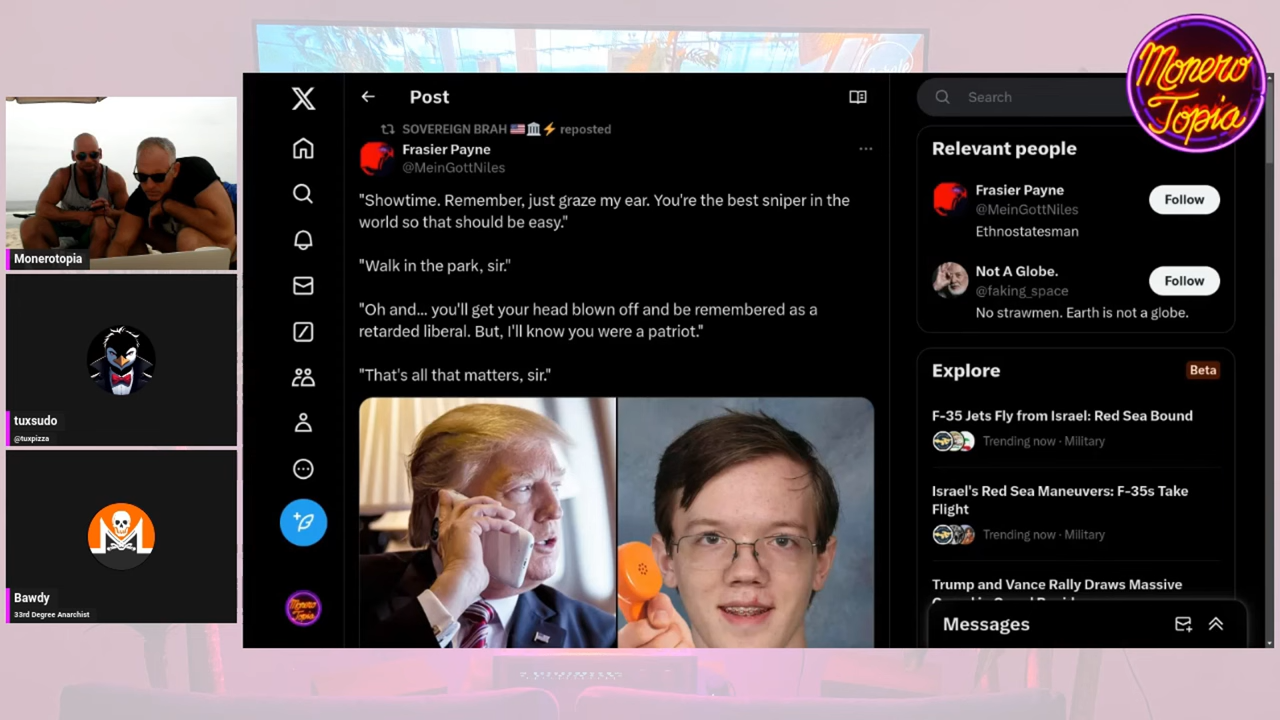 Monero
Topia
Post
Search
SOVEREIGN BRAH 🇺🇸🏛️⚡ reposted
Frasier Payne
@MeinGottNiles
"Showtime. Remember, just graze my ear. You're the best sniper in the
world so that should be easy."
"Walk in the park, sir."
"Oh and... you'll get your head blown off and be remembered as a
retarded liberal. But, I'll know you were a patriot."
"That's all that matters, sir."
Relevant people
Frasier Payne
@MeinGottNiles
Follow
Ethnostatesman
Not A Globe.
@faking_space
Follow
No strawmen. Earth is not a globe.
Explore
Beta
F-35 Jets Fly from Israel: Red Sea Bound
Trending now · Military
Israel's Red Sea Maneuvers: F-35s Take
Flight
Trending now · Military
Trump and Vance Rally Draws Massive
Messages
Monerotopia
tuxsudo
@tuxpizza
Bawdy
33rd Degree Anarchist
Monero
Topia